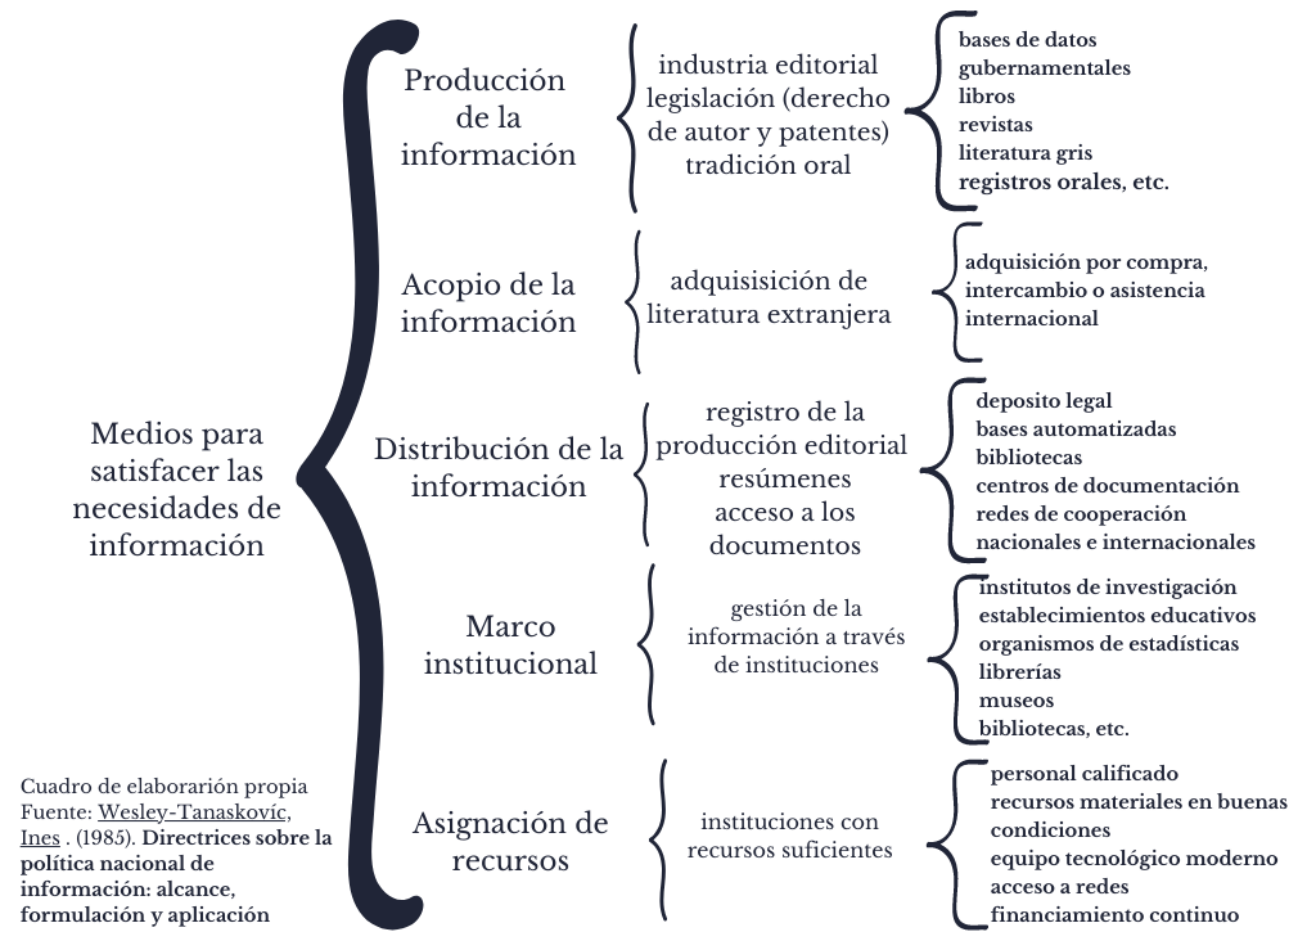 Medios para
satisfacer las
necesidades de
información
Producción
de la
información
industria editorial
legislación (derecho
de autor y patentes)
tradición oral
bases de datos
gubernamentales
libros
revistas
literatura gris
registros orales, etc.
Acopio de la
información
adquisisición de
literatura extranjera
adquisición por compra,
intercambio o asistencia
internacional
Distribución de la
información
registro de la
producción editorial
resúmenes
acceso a los
documentos
deposito legal
bases automatizadas
bibliotecas
centros de documentación
redes de cooperación
nacionales e internacionales
Marco
institucional
gestión de la
información a través
de instituciones
institutos de investigación
establecimientos educativos
organismos de estadísticas
librerías
museos
bibliotecas, etc.
Asignación de
recursos
instituciones con
recursos suficientes
personal calificado
recursos materiales en buenas
condiciones
equipo tecnológico moderno
acceso a redes
financiamiento continuo
Cuadro de elaborarión propia
Fuente: Wesley-Tanaskovíc,
Ines . (1985). Directrices sobre la
política nacional de
información: alcance,
formulación y aplicación